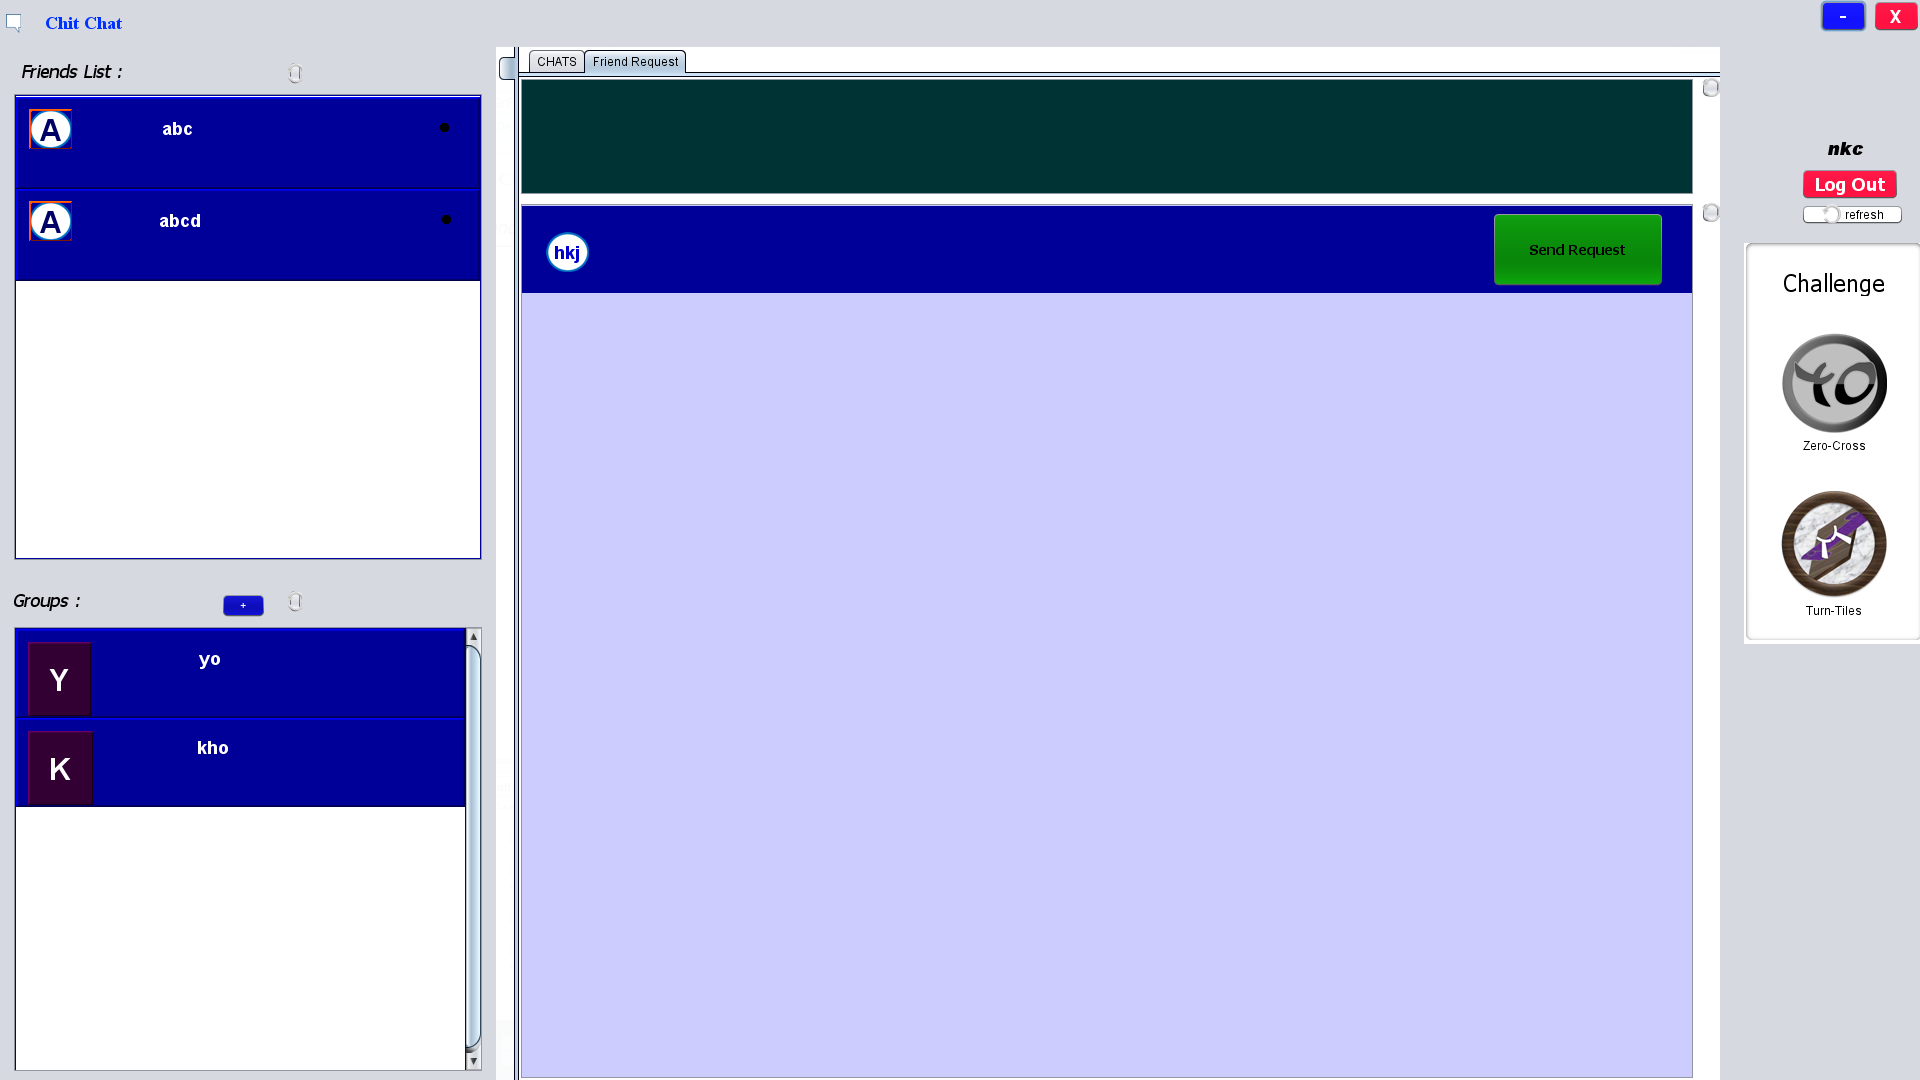 Chit Chat
-
X
Friends List :
A
abc
A
abcd
Groups :
+
Y
yo
K
kho
CHATS
Friend Request
hkj
Send Request
nkc
Log Out
refresh
Challenge
YO
Zero-Cross
Turn-Tiles